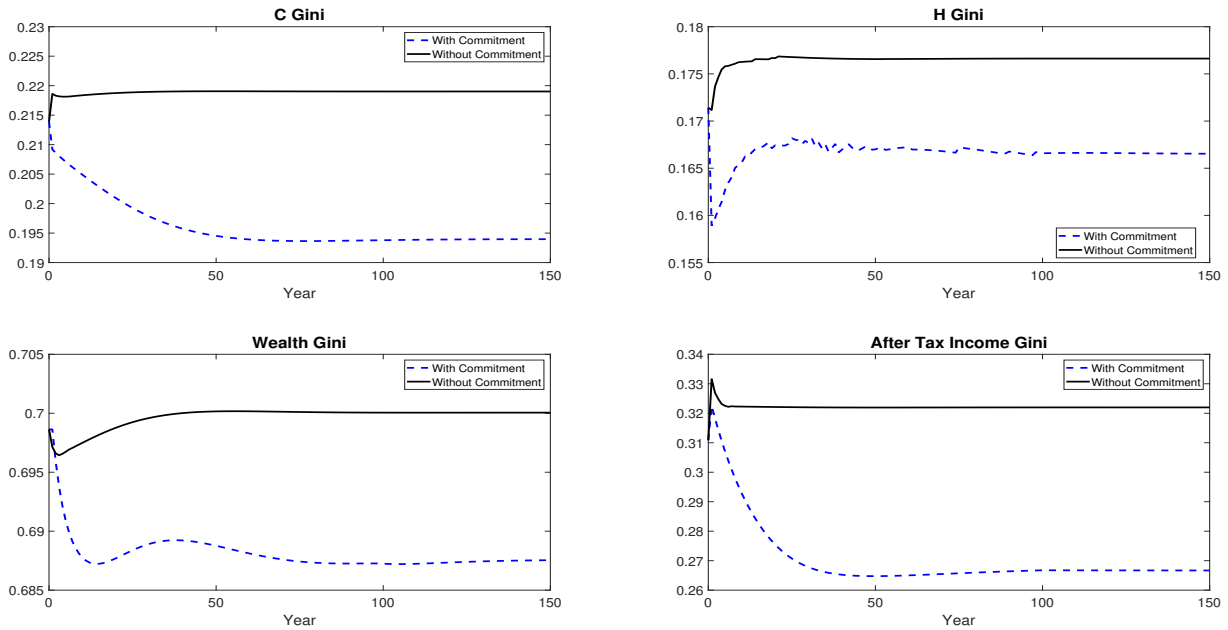 C Gini
0.23
0.225
0.22
0.215
0.21
0.205
0.2
0.195
0.19
0
50
100
150
Year
With Commitment
Without Commitment
H Gini
0.18
0.175
0.17
0.165
0.16
0.155
0
50
100
150
Year
With Commitment
Without Commitment
Wealth Gini
0.705
0.7
0.695
0.69
0.685
0
50
100
150
Year
With Commitment
Without Commitment
After Tax Income Gini
0.34
0.33
0.32
0.31
0.3
0.29
0.28
0.27
0.26
0
50
100
150
Year
With Commitment
Without Commitment